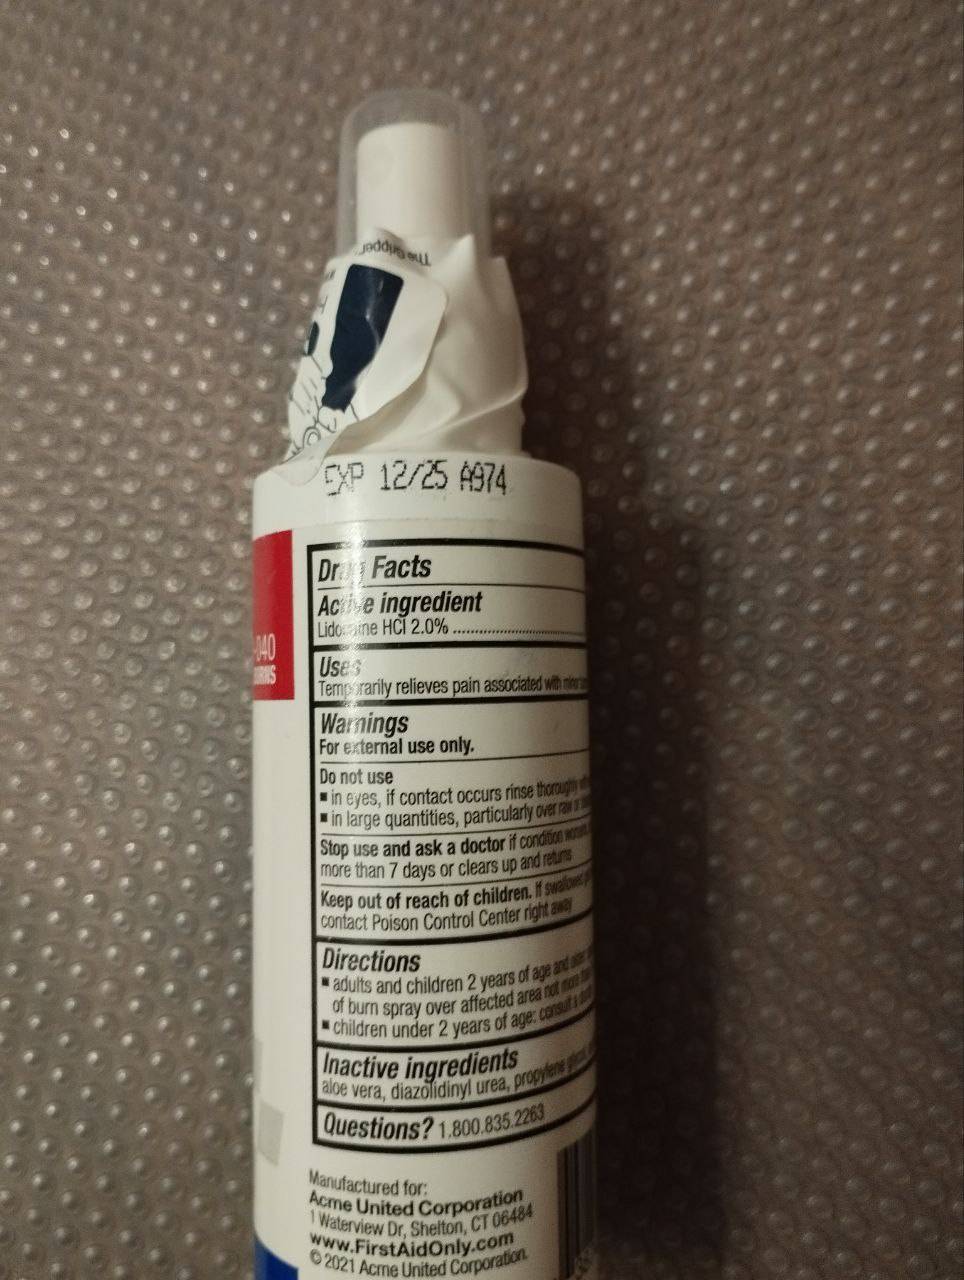 The Gripper
EXP 12/25 A974
-040
BURNS
Drug Facts
Active ingredient
Lidocaine HCl 2.0%
Uses
Temporarily relieves pain associated with minor
Warnings
For external use only.
Do not use
▪ in eyes, if contact occurs rinse thoroughly
▪ in large quantities, particularly over raw or
Stop use and ask a doctor if condition worsens
more than 7 days or clears up and returns
Keep out of reach of children. If swallowed
contact Poison Control Center right away
Directions
▪ adults and children 2 years of age and older
of burn spray over affected area not more than
▪ children under 2 years of age: consult a
Inactive ingredients
aloe vera, diazolidinyl urea, propylene glycol,
Questions? 1.800.835.2263
Manufactured for:
Acme United Corporation
1 Waterview Dr, Shelton, CT 06484
www.FirstAidOnly.com
© 2021 Acme United Corporation.